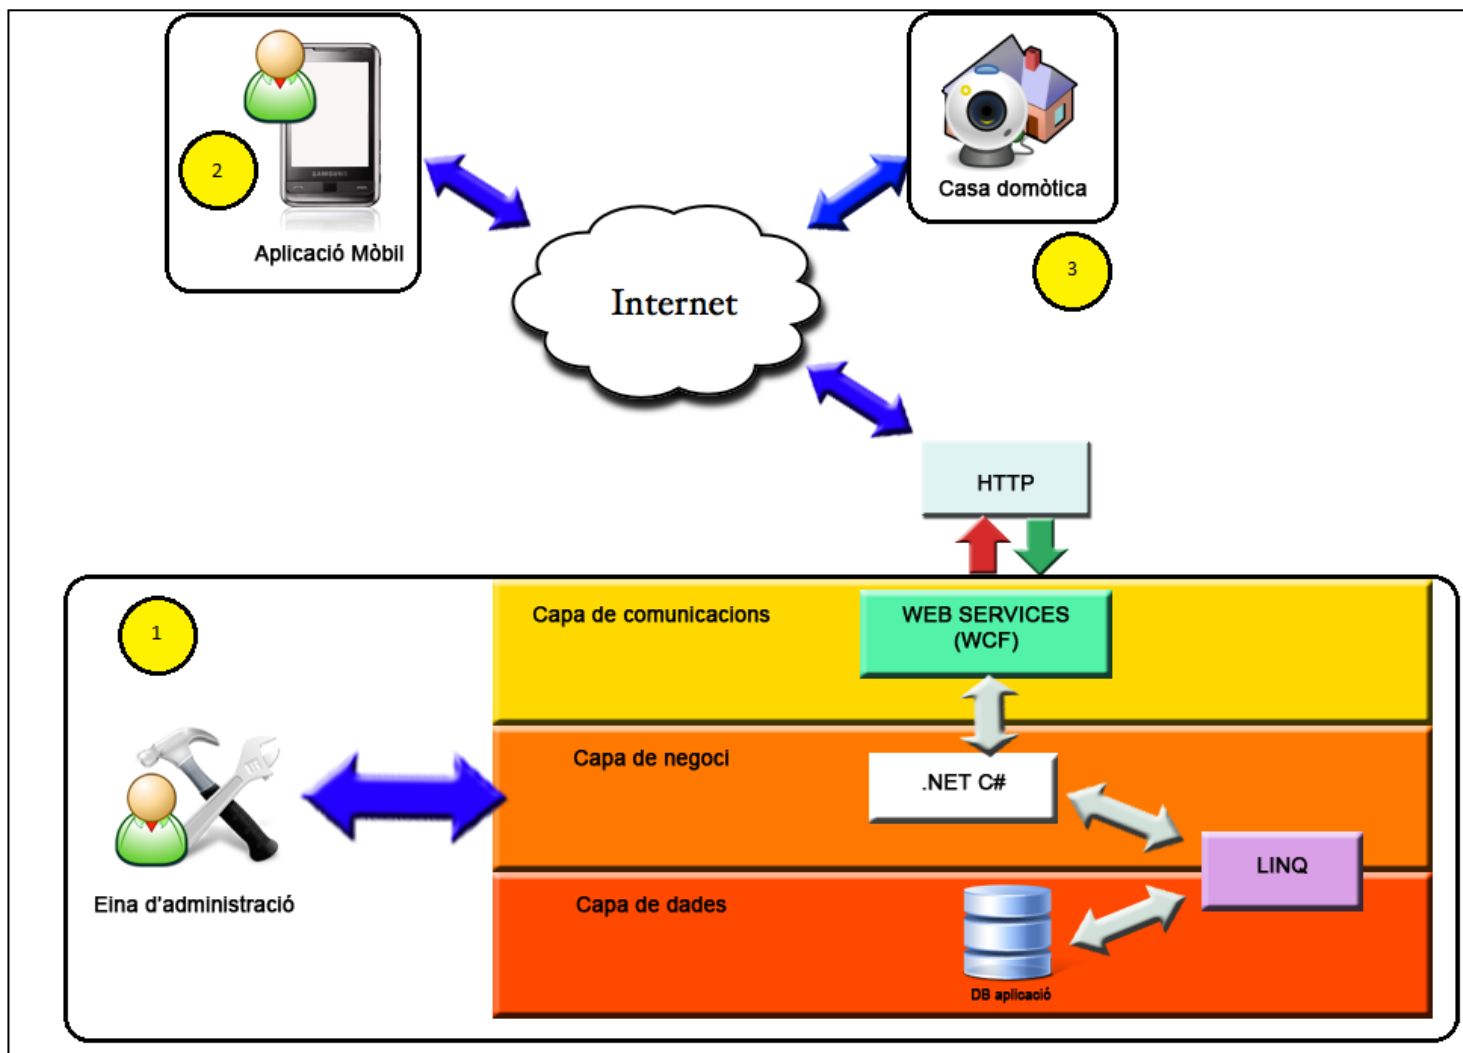 2
SAMSUNG
Aplicació Mòbil
Casa domòtica
3
Internet
HTTP
1
Capa de comunicacions
WEB SERVICES
(WCF)
Capa de negoci
.NET C#
LINQ
Eina d'administració
Capa de dades
DB aplicació